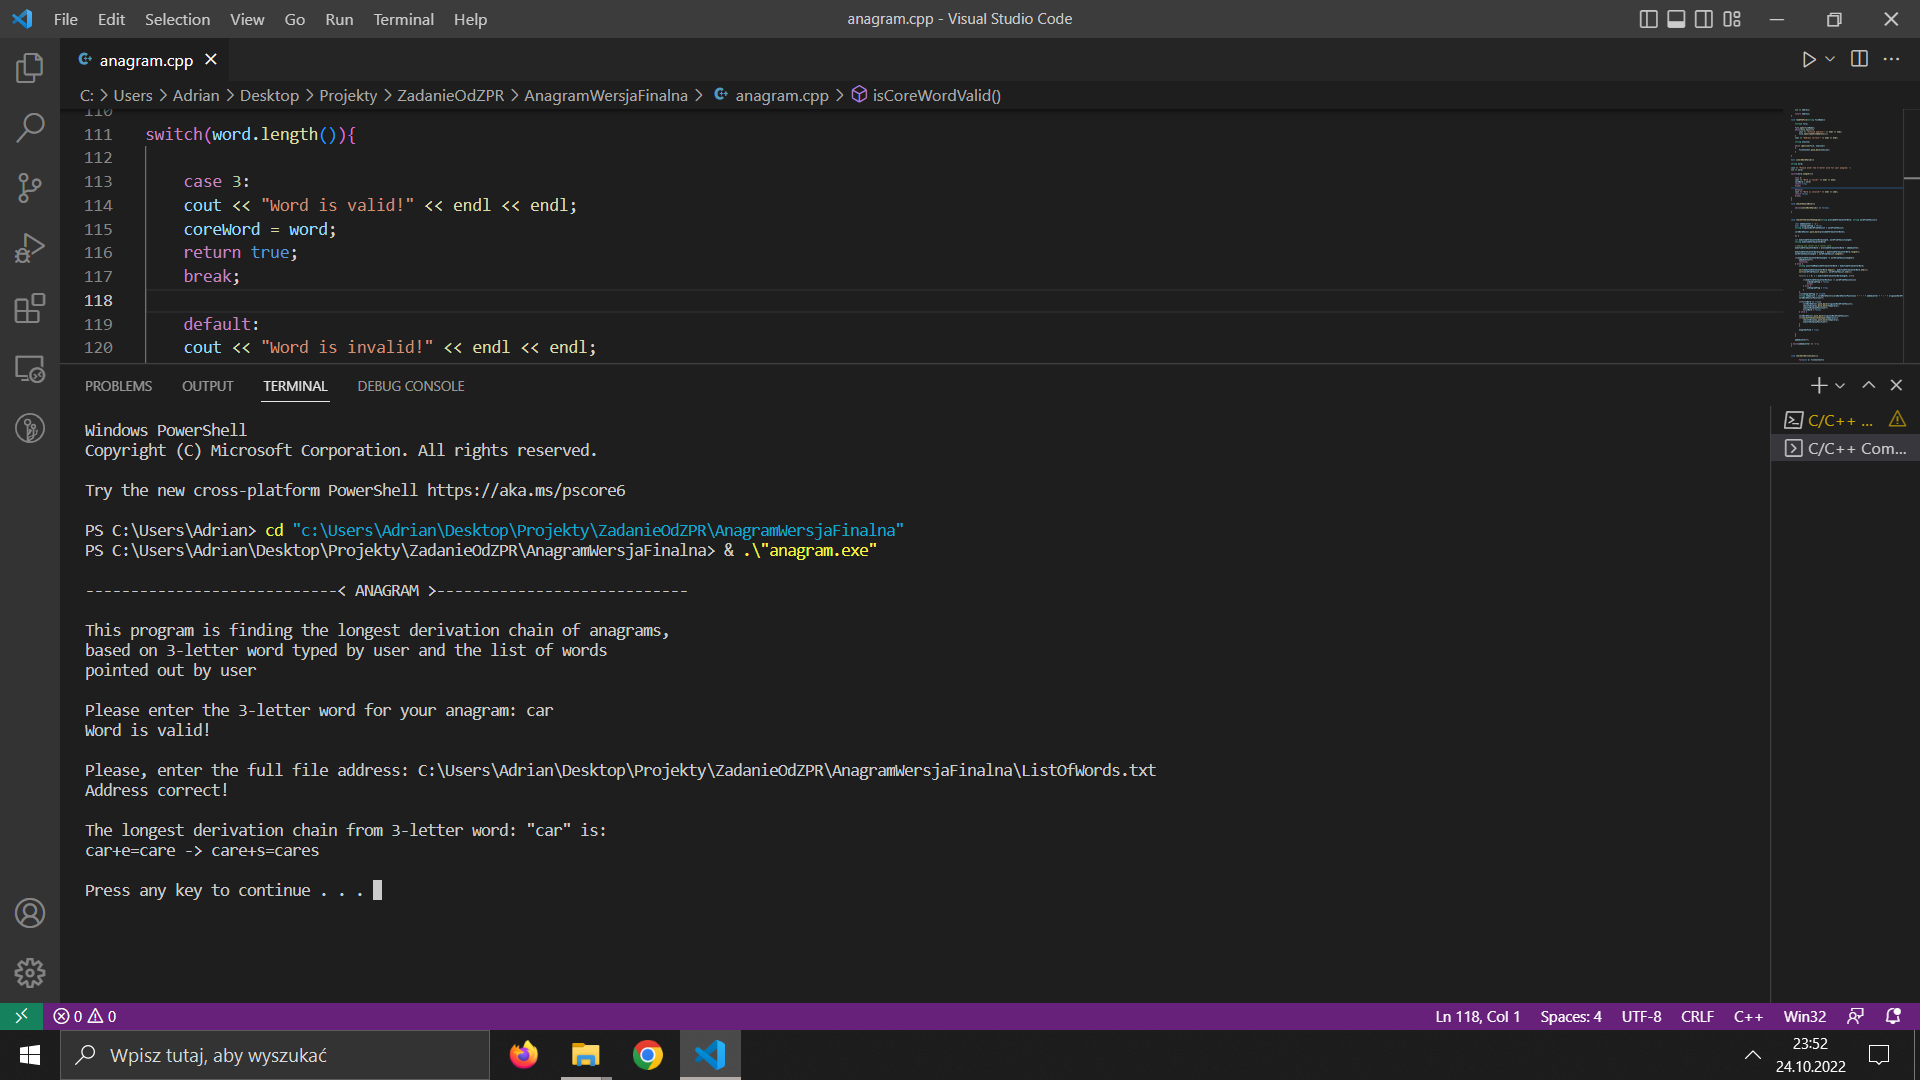 File Edit Selection View Go Run Terminal Help
anagram.cpp - Visual Studio Code
anagram.cpp
C: > Users > Adrian > Desktop > Projekty > ZadanieOdZPR > AnagramWersjaFinalna > anagram.cpp > isCoreWordValid()
110
111 switch(word.length()){
112
113 case 3:
114 cout << "Word is valid!" << endl << endl;
115 coreWord = word;
116 return true;
117 break;
118
119 default:
120 cout << "Word is invalid!" << endl << endl;
PROBLEMS OUTPUT TERMINAL DEBUG CONSOLE
C/C++ ...
C/C++ Com...
Windows PowerShell
Copyright (C) Microsoft Corporation. All rights reserved.
Try the new cross-platform PowerShell https://aka.ms/pscore6
PS C:\Users\Adrian> cd "c:\Users\Adrian\Desktop\Projekty\ZadanieOdZPR\AnagramWersjaFinalna"
PS C:\Users\Adrian\Desktop\Projekty\ZadanieOdZPR\AnagramWersjaFinalna> & .\"anagram.exe"
----------------------------< ANAGRAM >----------------------------
This program is finding the longest derivation chain of anagrams,
based on 3-letter word typed by user and the list of words
pointed out by user
Please enter the 3-letter word for your anagram: car
Word is valid!
Please, enter the full file address: C:\Users\Adrian\Desktop\Projekty\ZadanieOdZPR\AnagramWersjaFinalna\ListOfWords.txt
Address correct!
The longest derivation chain from 3-letter word: "car" is:
car+e=care -> care+s=cares
Press any key to continue . . .
0 0
Ln 118, Col 1 Spaces: 4 UTF-8 CRLF C++ Win32
Wpisz tutaj, aby wyszukać
23:52
24.10.2022